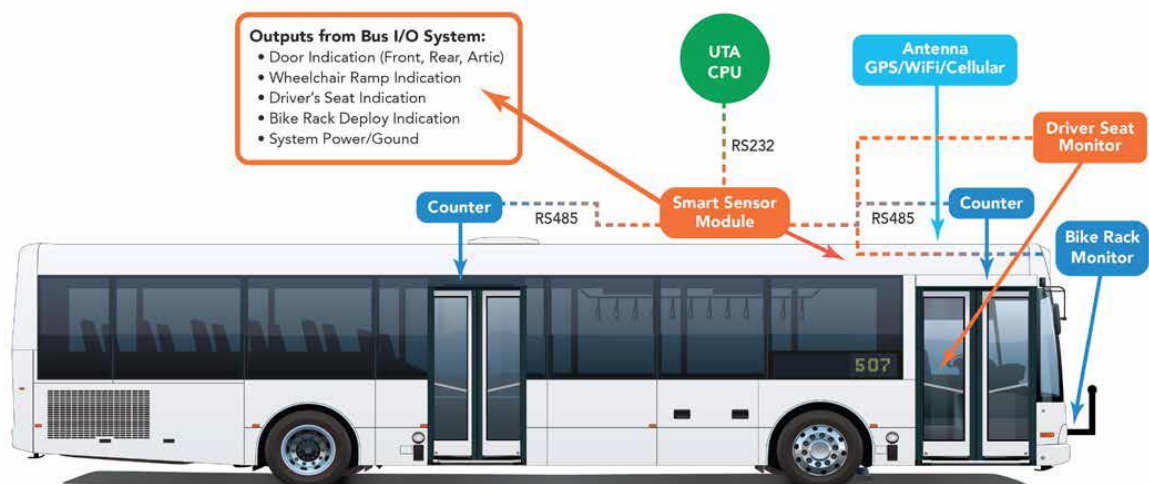 Outputs from Bus I/O System:
• Door Indication (Front, Rear, Artic)
• Wheelchair Ramp Indication
• Driver's Seat Indication
• Bike Rack Deploy Indication
• System Power/Gound
UTA
CPU
Antenna
GPS/WiFi/Cellular
RS232
Driver Seat
Monitor
Counter
RS485
Smart Sensor
Module
RS485
Counter
Bike Rack
Monitor
507